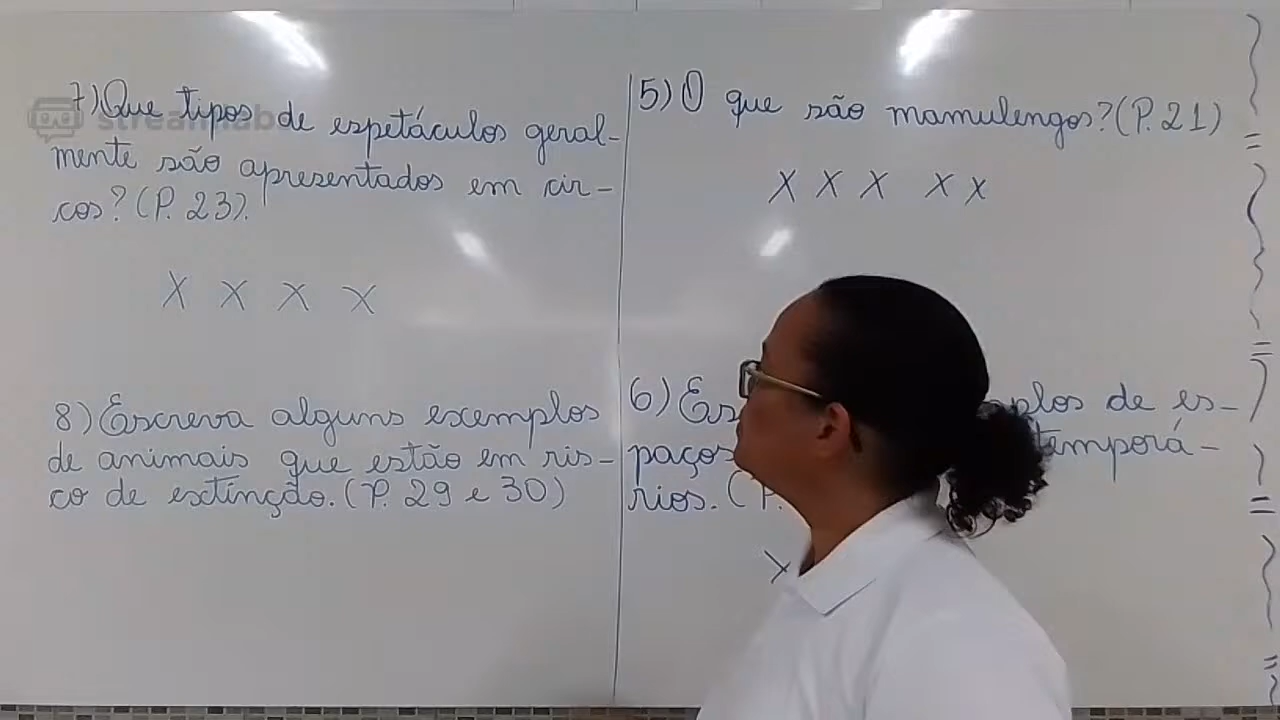 7) Que tipos de espetáculos geral-
mente são apresentados em cir-
cos? (P. 23).
X X X X
8) Escreva alguns exemplos
de animais que estão em ris-
co de extinção. (P. 29 e 30)
5) O que são mamulengos? (P. 21)
X X X X X
6) de es-
paços temporá-
rios. (P.
X